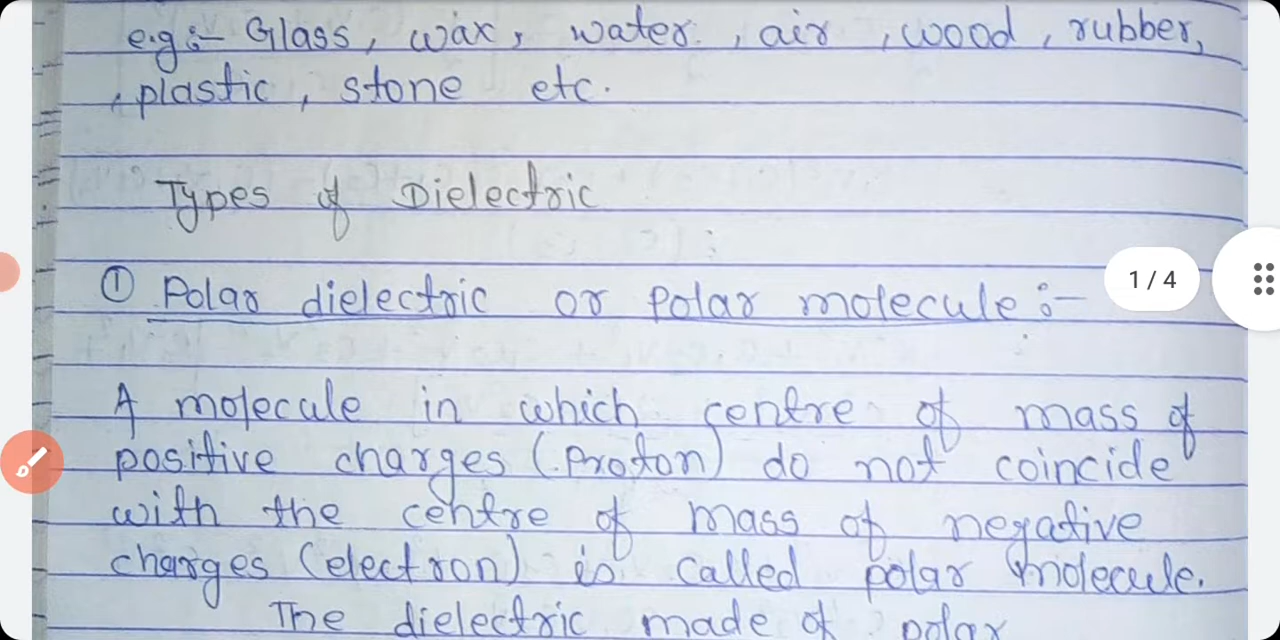 e.g:- Glass, wax, water, air, wood, rubber,
, plastic, stone etc.
Types of Dielectric
① Polar dielectric or polar molecule :-
1 / 4
A molecule in which centre of mass of
positive charges (Proton) do not coincide
with the centre of mass of negative
charges (electron) is called polar molecule.
The dielectric made of polar